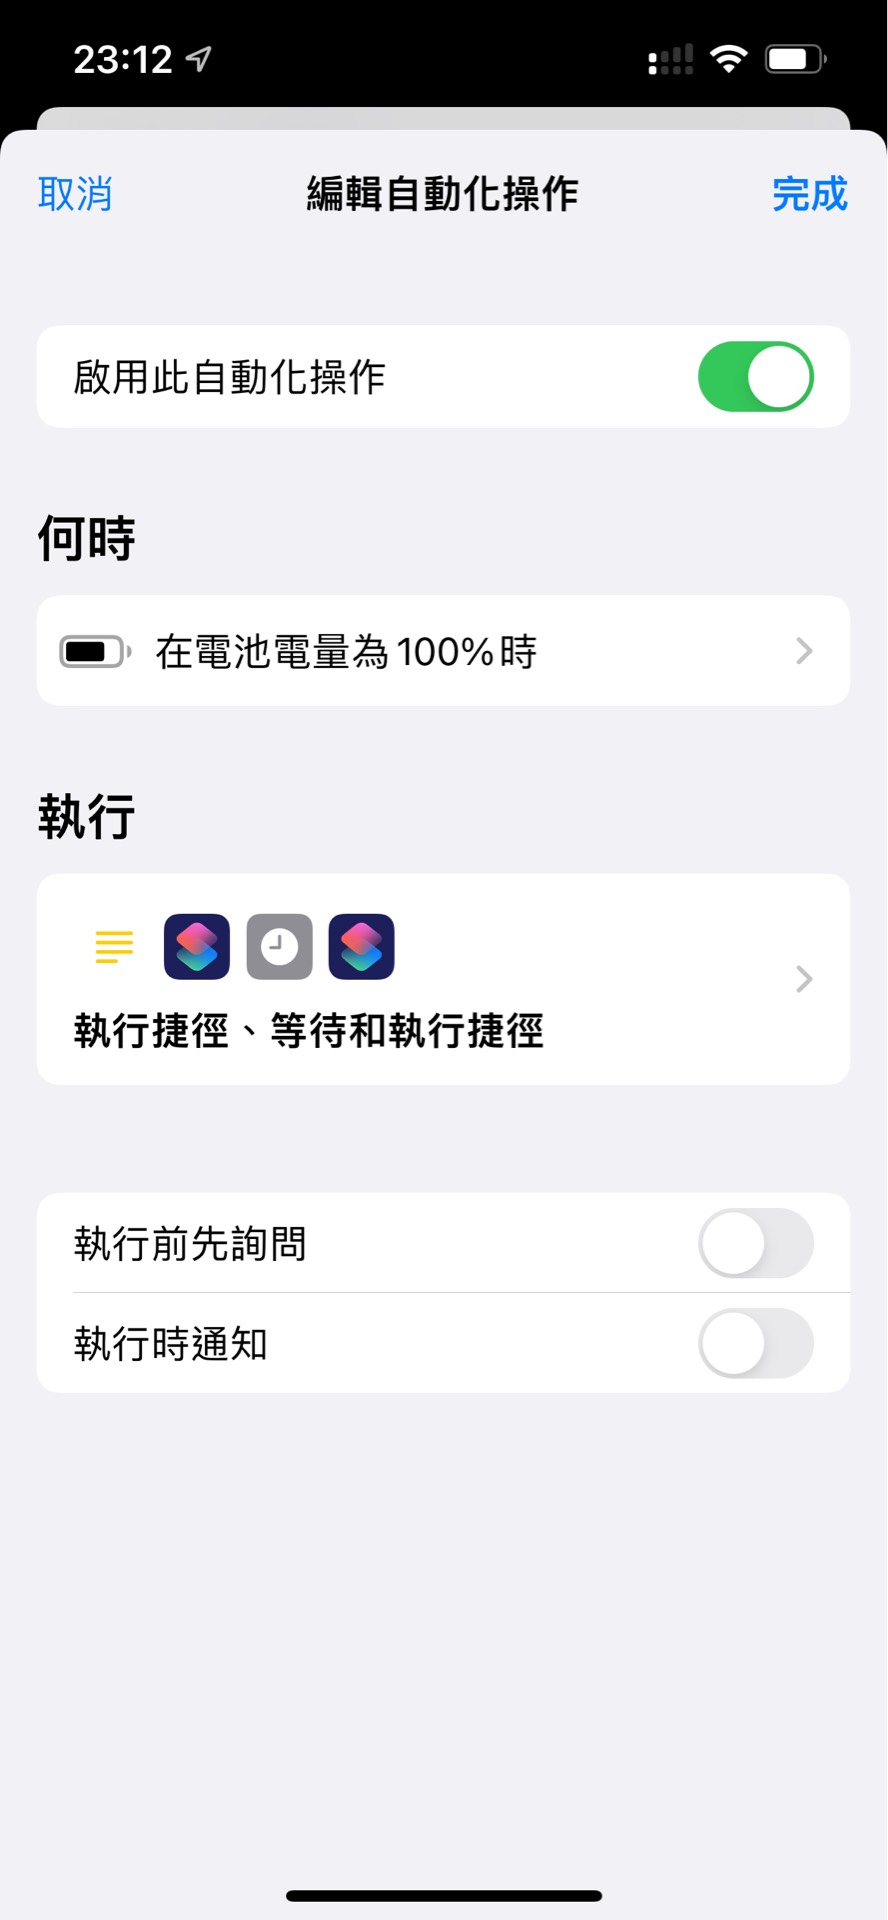 23:12
取消
編輯自動化操作
完成
啟用此自動化操作
何時
在電池電量為100%時
執行
執行捷徑、等待和執行捷徑
執行前先詢問
執行時通知